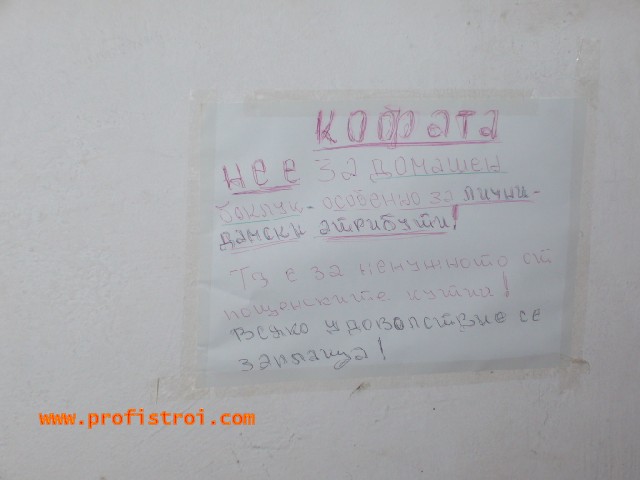 кофата
не е за домашен
боклук - особенно за лични -
дамски атрибути!
Тя е за ненужното от
пощенските кутии!
Всяко удоволствие се
заплаща!
www.profistroi.com